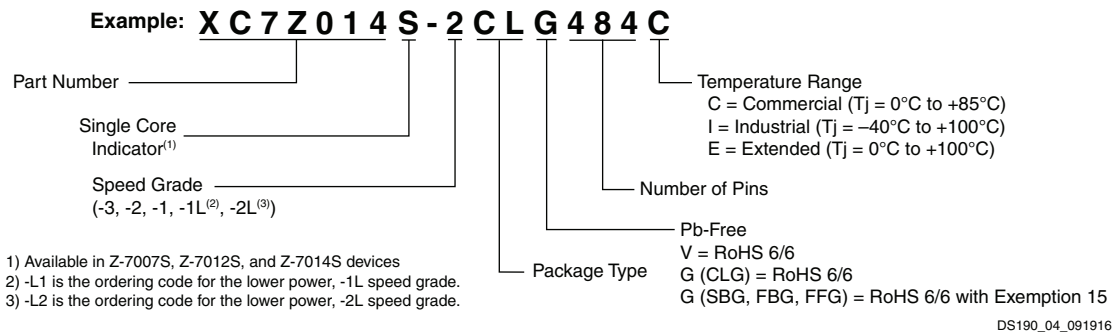 Example: XC7Z014S-2CLG484C
Part Number
Single Core
Indicator(1)
Speed Grade
(-3, -2, -1, -1L(2), -2L(3))
Temperature Range
C = Commercial (Tj = 0°C to +85°C)
I = Industrial (Tj = –40°C to +100°C)
E = Extended (Tj = 0°C to +100°C)
Number of Pins
Pb-Free
V = RoHS 6/6
G (CLG) = RoHS 6/6
G (SBG, FBG, FFG) = RoHS 6/6 with Exemption 15
Package Type
1) Available in Z-7007S, Z-7012S, and Z-7014S devices
2) -L1 is the ordering code for the lower power, -1L speed grade.
3) -L2 is the ordering code for the lower power, -2L speed grade.
DS190_04_091916